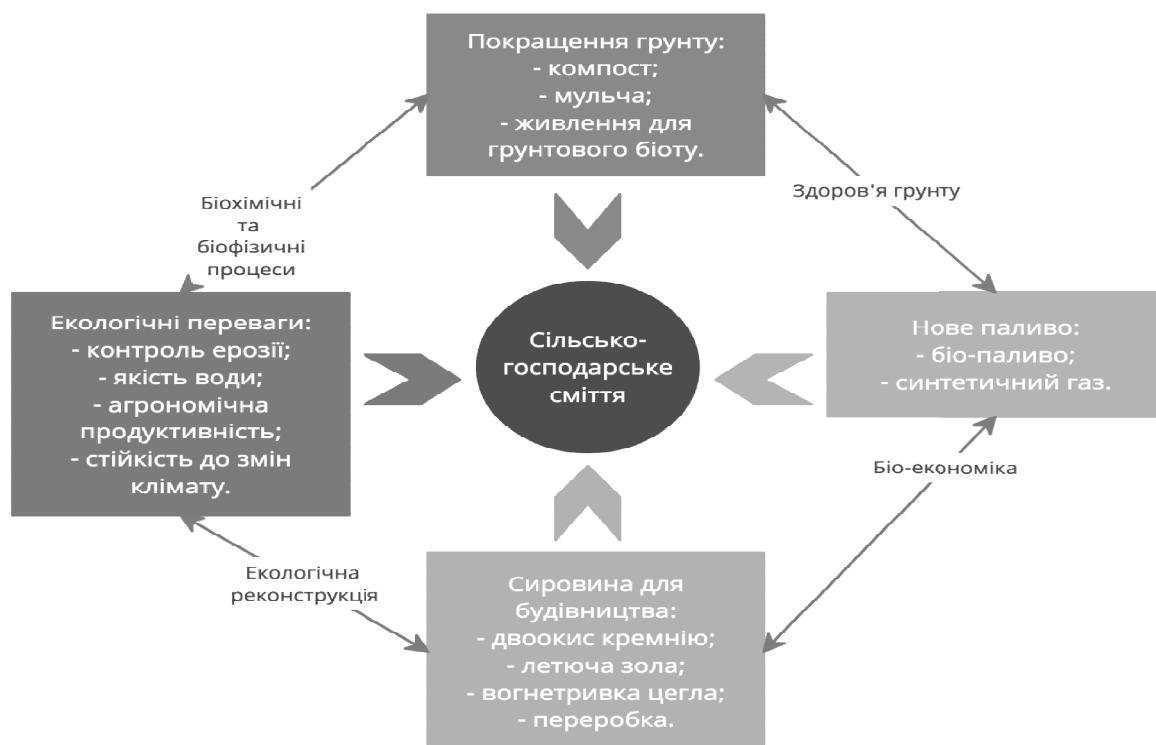 Покращення грунту:
- компост;
- мульча;
- живлення для
грунтового біоту.
Біохімічні
та
біофізичні
процеси
Здоров'я грунту
Екологічні переваги:
- контроль ерозії;
- якість води;
- агрономічна
продуктивність;
- стійкість до змін
клімату.
Сільсько-
господарське
сміття
Нове паливо:
- біо-паливо;
- синтетичний газ.
Біо-економіка
Екологічна
реконструкція
Сировина для
будівництва:
- двоокис кремнію;
- летюча зола;
- вогнетривка цегла;
- переробка.